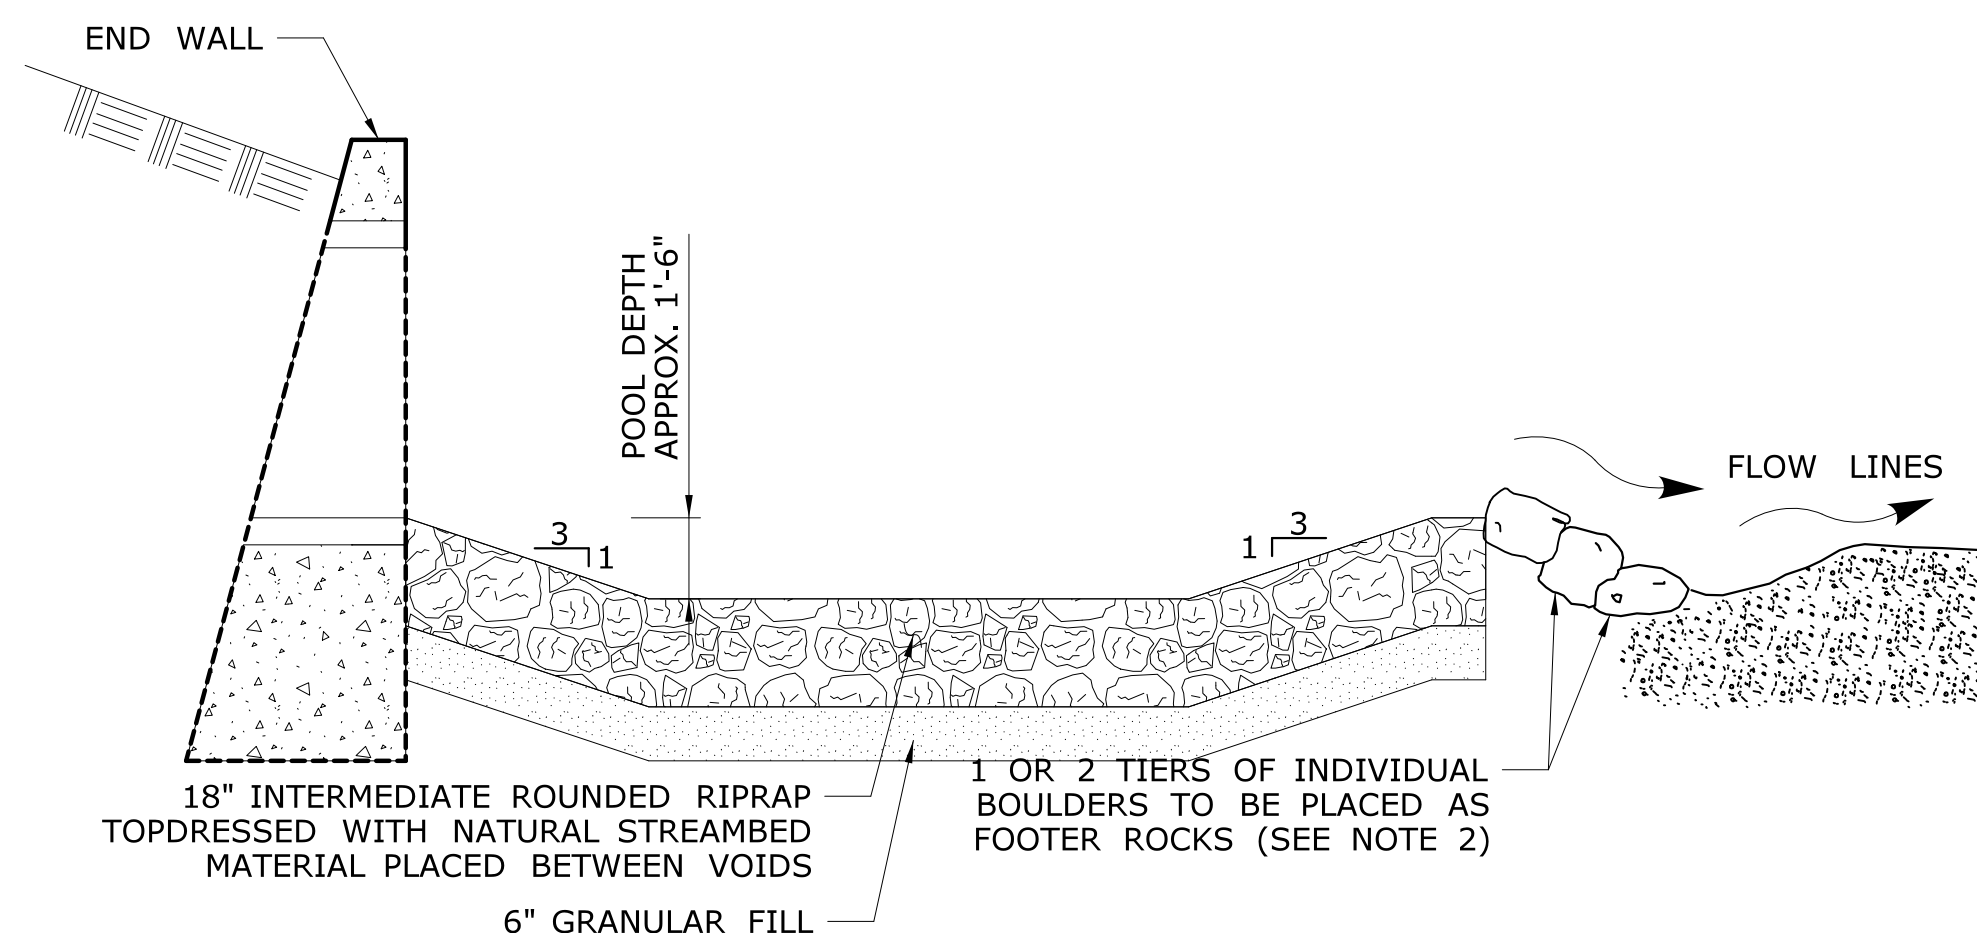 END WALL
POOL DEPTH
APPROX. 1'-6"
3
1
3
1
FLOW LINES
18" INTERMEDIATE ROUNDED RIPRAP
TOPDRESSED WITH NATURAL STREAMBED
MATERIAL PLACED BETWEEN VOIDS
1 OR 2 TIERS OF INDIVIDUAL
BOULDERS TO BE PLACED AS
FOOTER ROCKS (SEE NOTE 2)
6" GRANULAR FILL